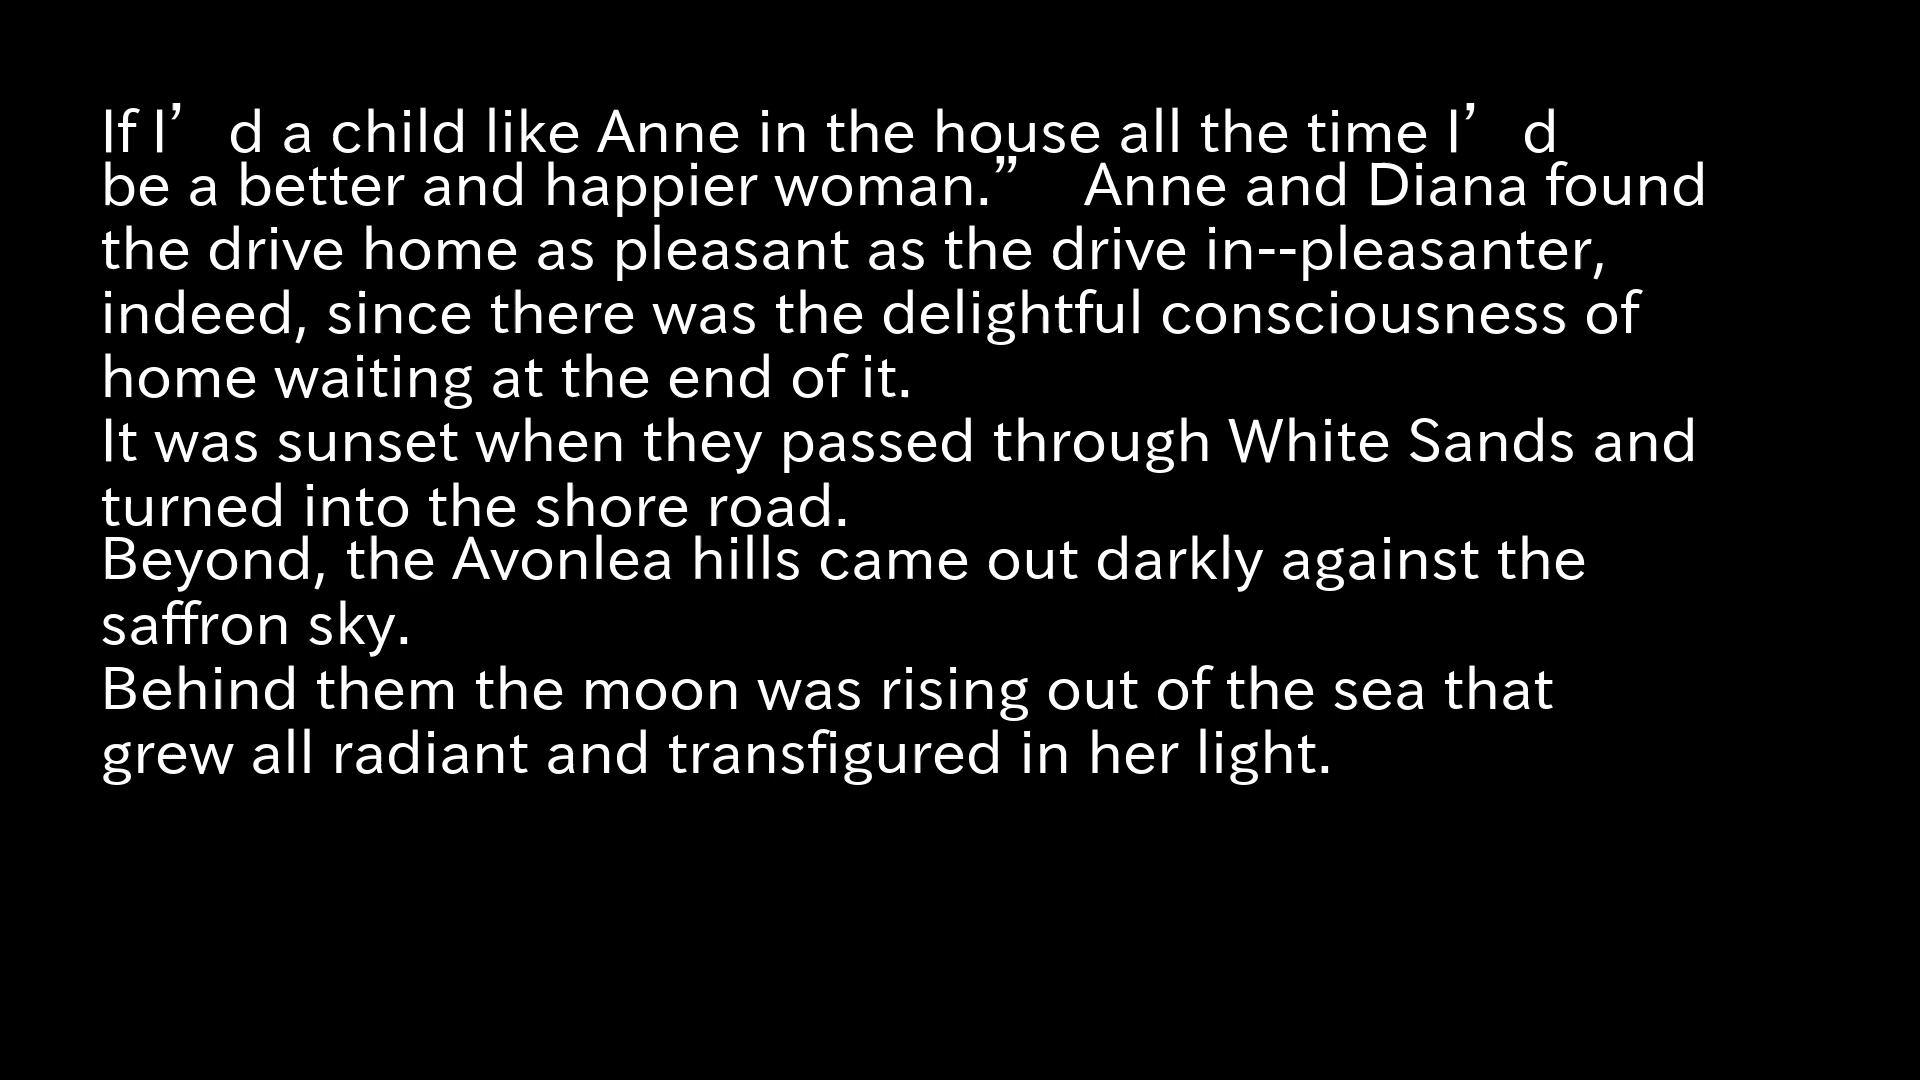 If I’d a child like Anne in the house all the time I’d
be a better and happier woman.” Anne and Diana found
the drive home as pleasant as the drive in--pleasanter,
indeed, since there was the delightful consciousness of
home waiting at the end of it.
It was sunset when they passed through White Sands and
turned into the shore road.
Beyond, the Avonlea hills came out darkly against the
saffron sky.
Behind them the moon was rising out of the sea that
grew all radiant and transfigured in her light.